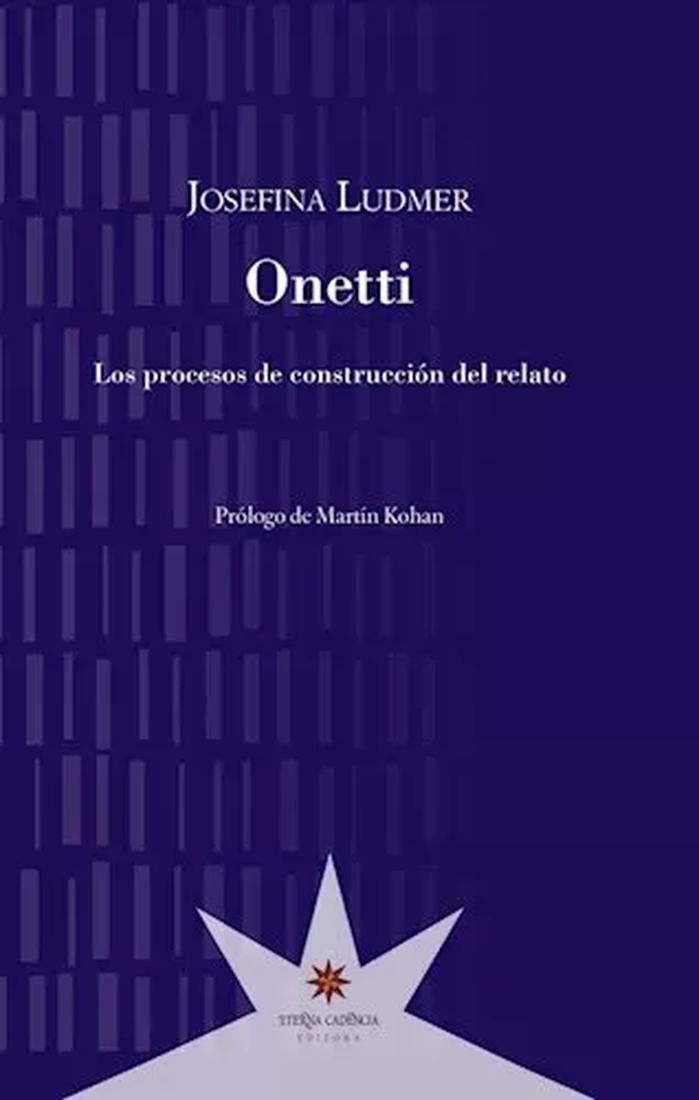 JOSEFINA LUDMER
Onetti
Los procesos de construcción del relato
Prólogo de Martín Kohan
ETERNA CADENCIA
EDITORA